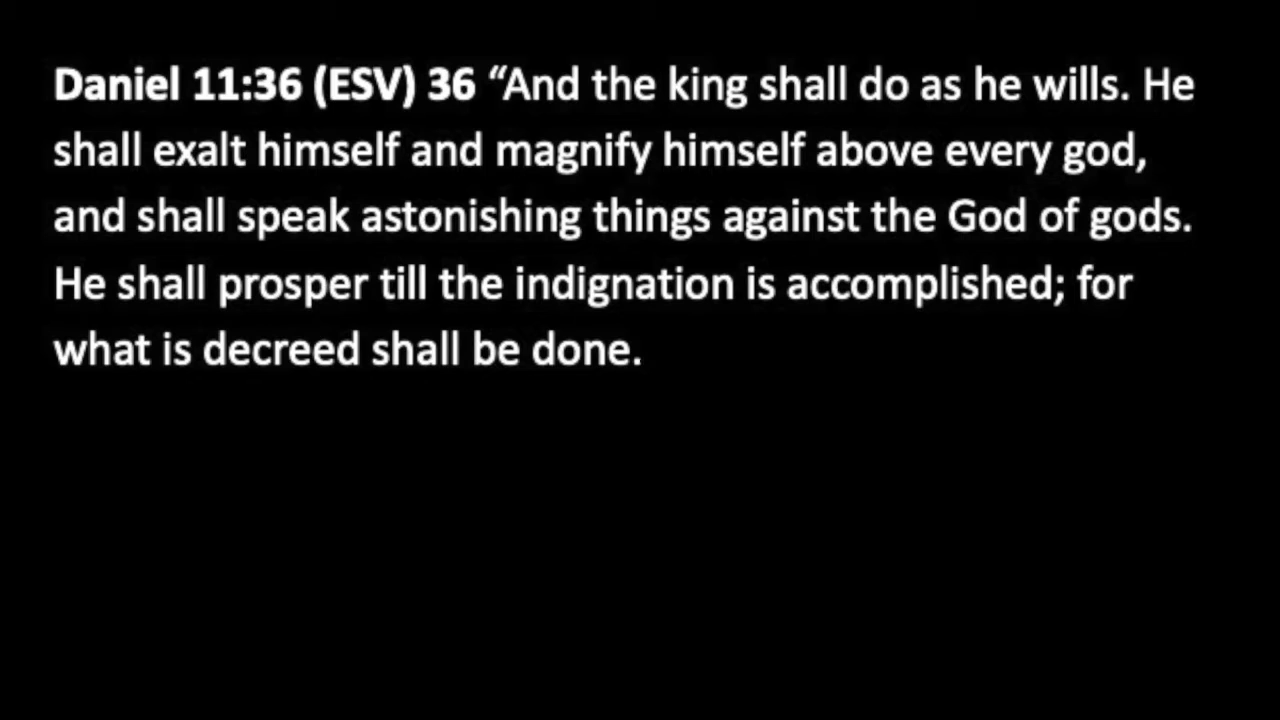 Daniel 11:36 (ESV) 36 “And the king shall do as he wills. He
shall exalt himself and magnify himself above every god,
and shall speak astonishing things against the God of gods.
He shall prosper till the indignation is accomplished; for
what is decreed shall be done.